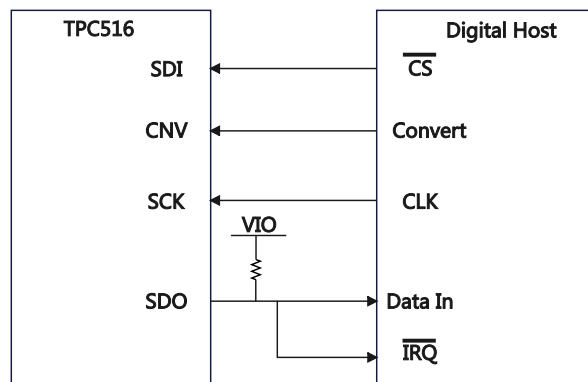 TPC516 Digital Host
SDI CS
CNV Convert
SCK CLK
VIO
SDO Data In
IRQ